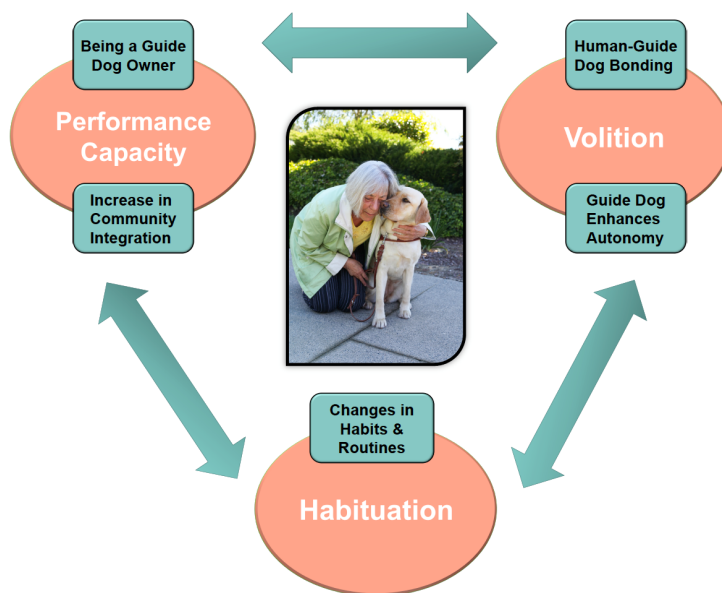 Being a Guide
Dog Owner
Performance
Capacity
Increase in
Community
Integration
Human-Guide
Dog Bonding
Volition
Guide Dog
Enhances
Autonomy
Changes in
Habits &
Routines
Habituation